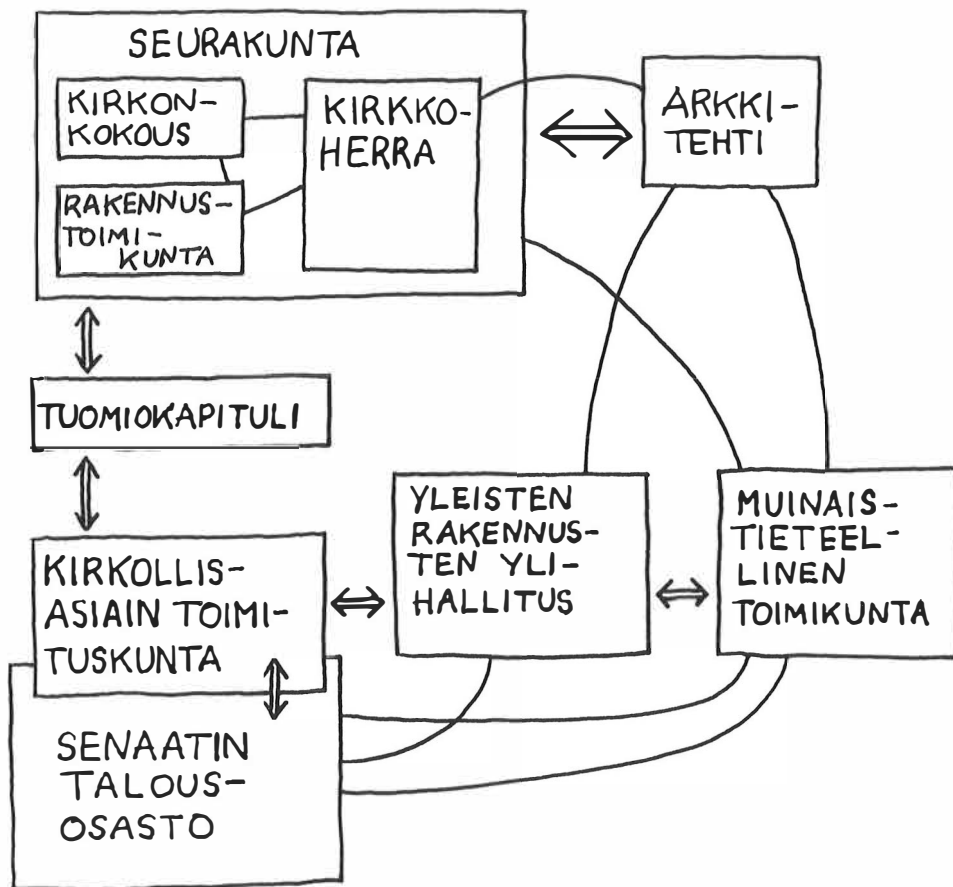 SEURAKUNTA
KIRKON-
KOKOUS
RAKENNUS-
TOIMI-
KUNTA
KIRKKO-
HERRA
ARKKI-
TEHTI
TUOMIOKAPITULI
KIRKOLLIS-
ASIAIN TOIMI-
TUSKUNTA
YLEISTEN
RAKENNUS-
TEN YLI-
HALLITUS
MUINAIS-
TIETEEL-
LINEN
TOIMIKUNTA
SENAATIN
TALOUS-
OSASTO